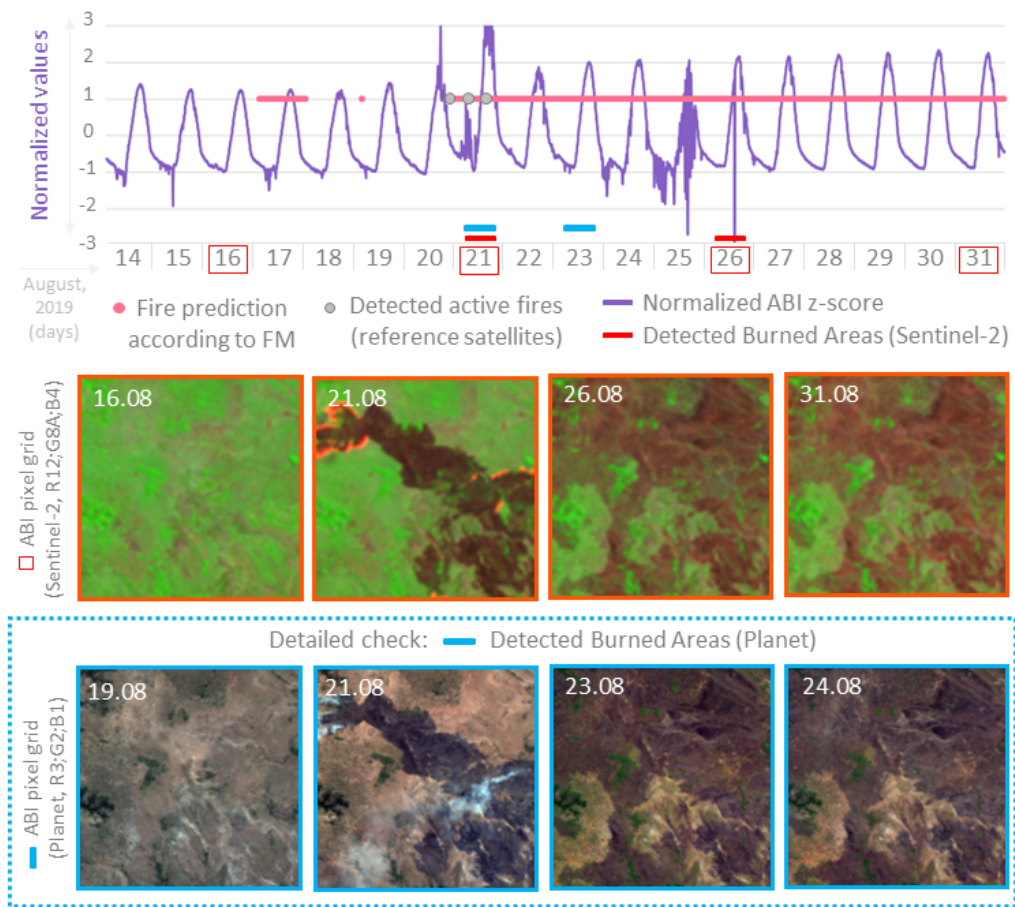 Normalized values
3
2
1
0
-1
-2
-3
14 15 16 17 18 19 20 21 22 23 24 25 26 27 28 29 30 31
August,
2019
(days)
Fire prediction
according to FM
Detected active fires
(reference satellites)
Normalized ABI z-score
Detected Burned Areas (Sentinel-2)
ABI pixel grid
(Sentinel-2, R12;G8A;B4)
16.08
21.08
26.08
31.08
Detailed check: Detected Burned Areas (Planet)
ABI pixel grid
(Planet, R3;G2;B1)
19.08
21.08
23.08
24.08